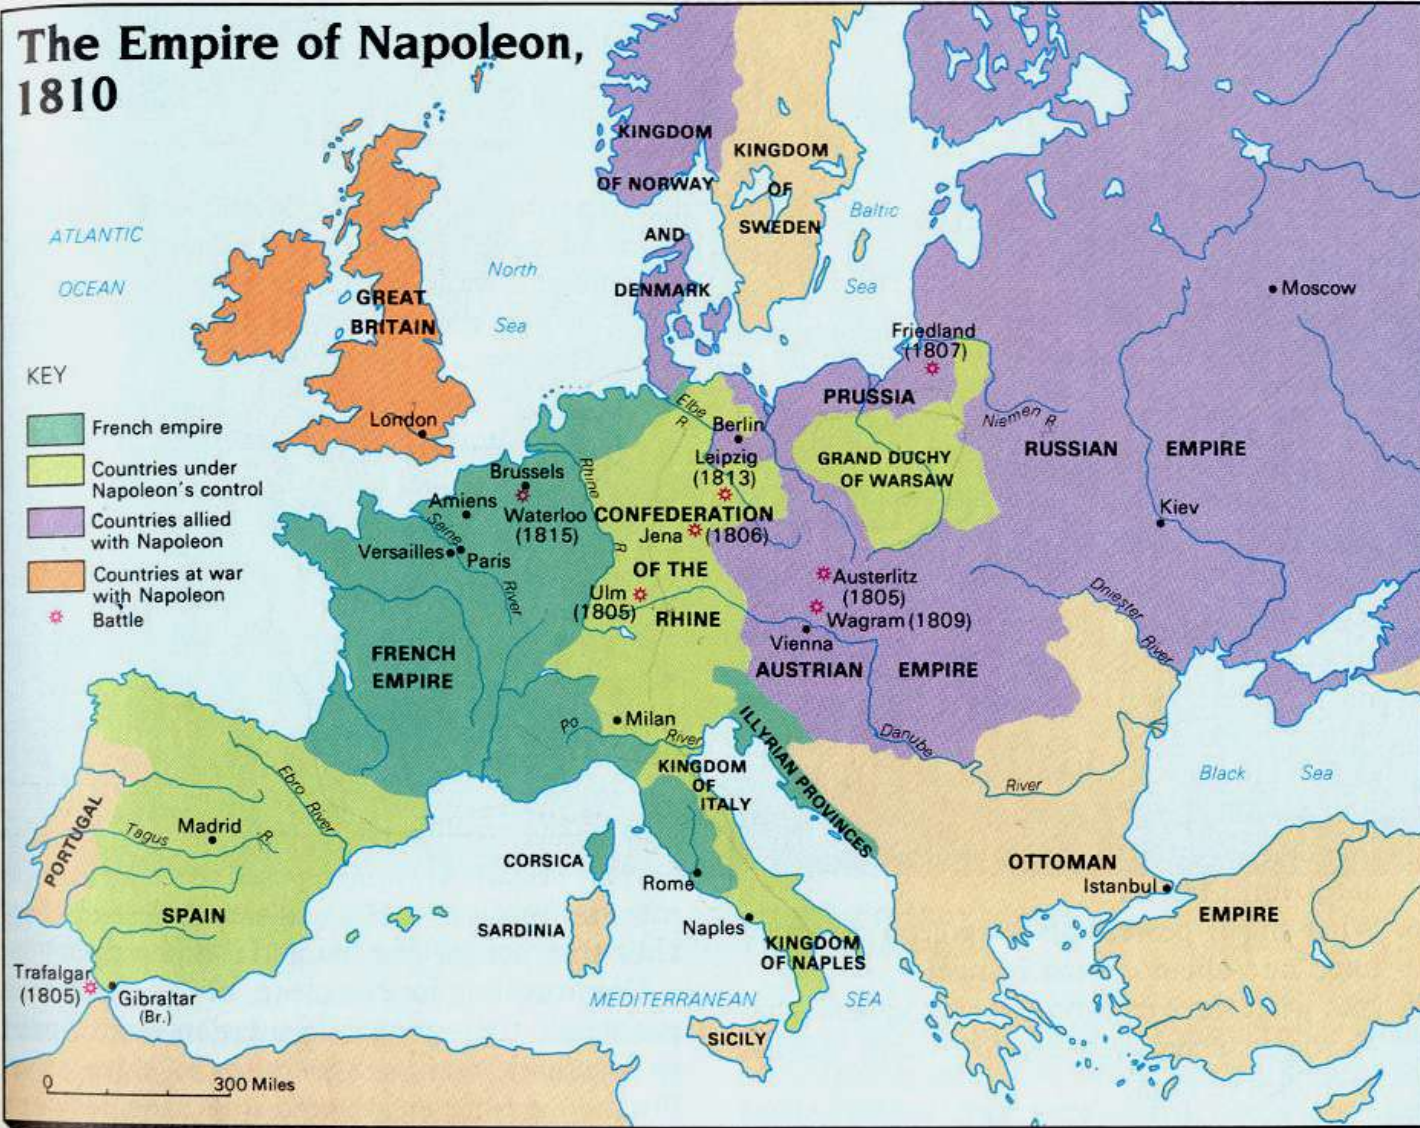 The Empire of Napoleon,
1810
KINGDOM
OF NORWAY
AND
DENMARK
KINGDOM
OF
SWEDEN
Baltic
Sea
ATLANTIC
OCEAN
North
Sea
GREAT
BRITAIN
London
Moscow
Friedland
(1807)
PRUSSIA
Niemen R.
RUSSIAN EMPIRE
GRAND DUCHY
OF WARSAW
Kiev
KEY
French empire
Countries under
Napoleon's control
Countries allied
with Napoleon
Countries at war
with Napoleon
Battle
Elbe
R.
Berlin
Leipzig
(1813)
Brussels
Rhine
R.
Amiens
Waterloo
(1815)
CONFEDERATION
Jena (1806)
OF THE
RHINE
Seine
River
Versailles
Paris
Ulm
(1805)
Austerlitz
(1805)
Wagram (1809)
Vienna
AUSTRIAN EMPIRE
Dniester
River
FRENCH
EMPIRE
Milan
Po
River
ILLYRIAN PROVINCES
Danube
River
Black Sea
KINGDOM
OF
ITALY
Ebro River
PORTUGAL
Madrid
Tagus R.
SPAIN
CORSICA
Rome
SARDINIA
Naples
KINGDOM
OF NAPLES
OTTOMAN
Istanbul
EMPIRE
Trafalgar
(1805)
Gibraltar
(Br.)
MEDITERRANEAN SEA
SICILY
0 300 Miles